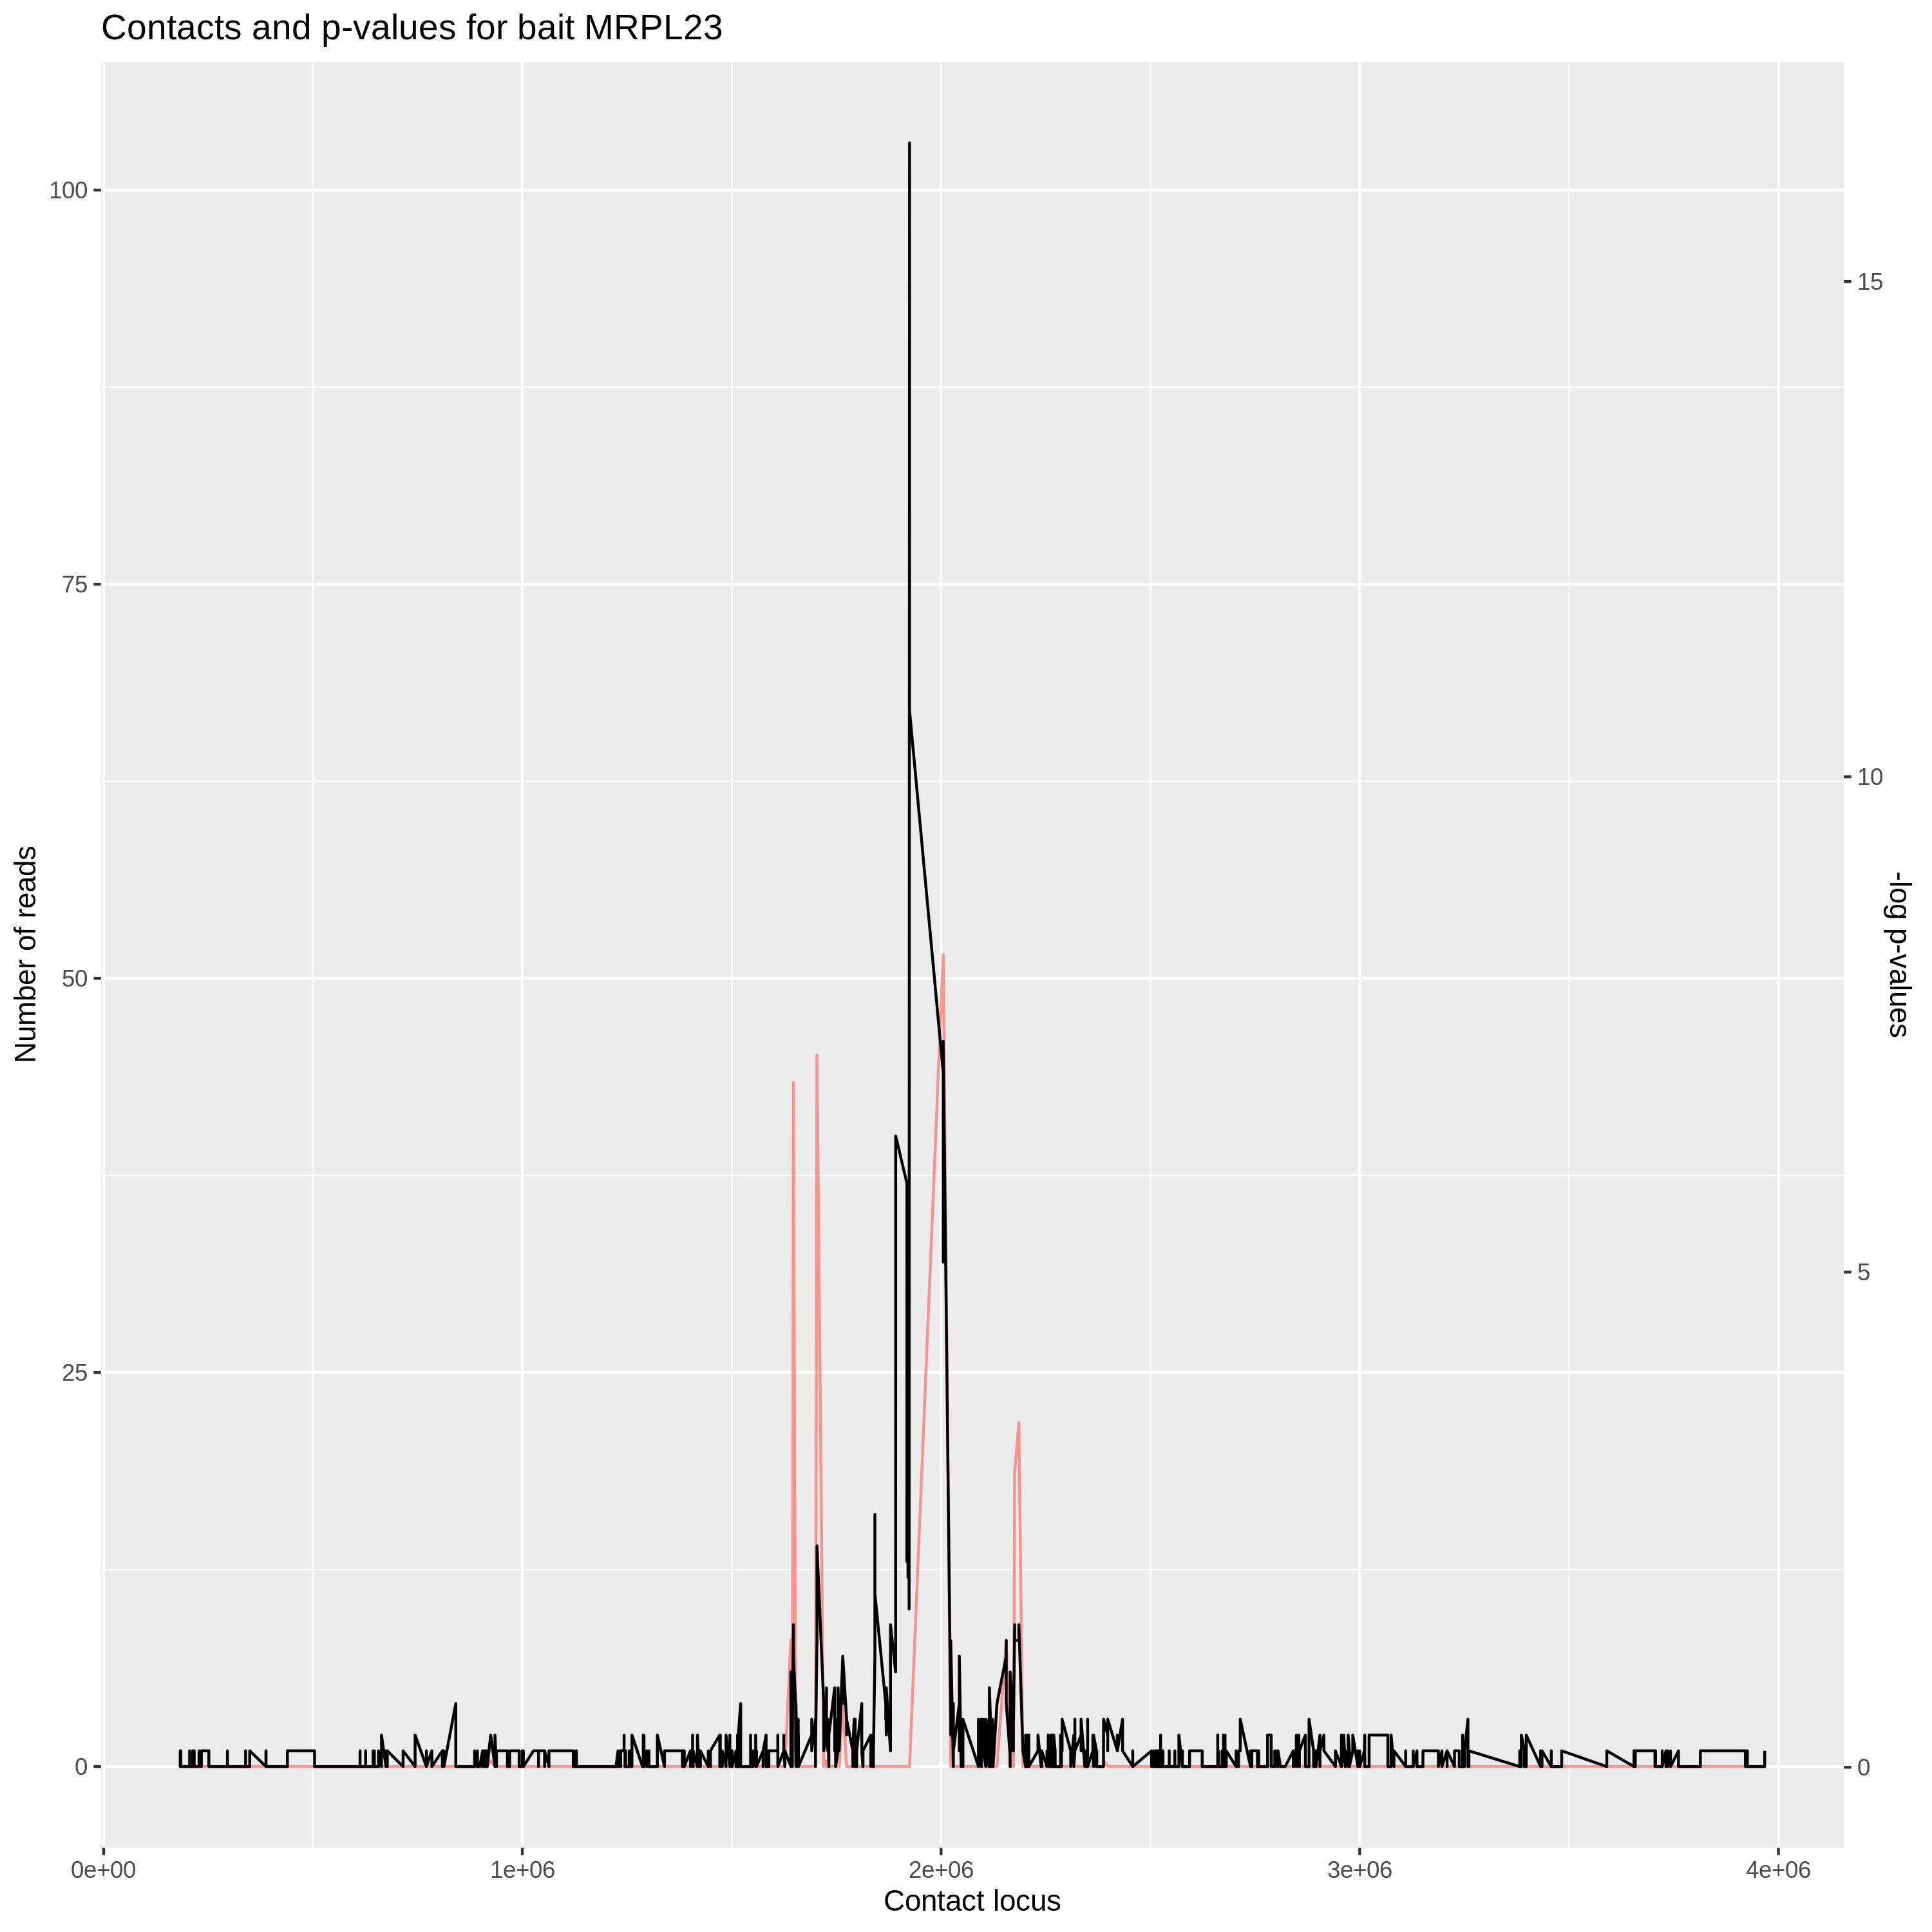 Contacts and p-values for bait MRPL23
100
75
50
25
0
Number of reads
15
10
5
0
-log p-values
0e+00 1e+06 2e+06 3e+06 4e+06
Contact locus